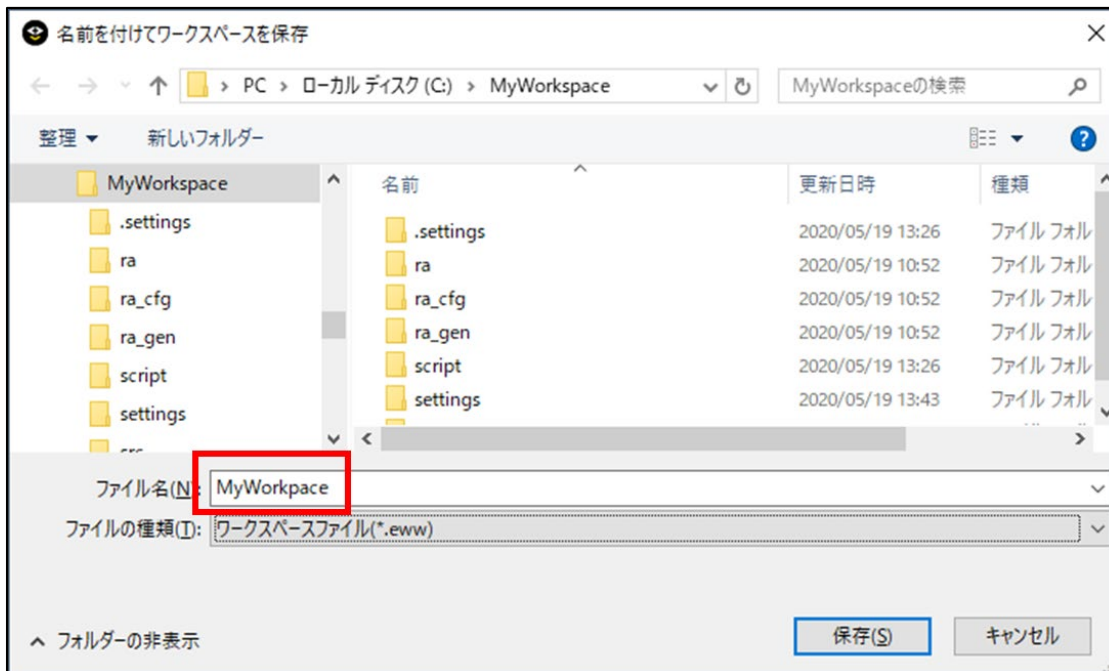 名前を付けてワークスペースを保存
PC > ローカル ディスク (C:) > MyWorkspace
MyWorkspaceの検索
整理 新しいフォルダー
MyWorkspace
.settings
ra
ra_cfg
ra_gen
script
settings
src
名前 更新日時 種類
.settings 2020/05/19 13:26 ファイル フォル
ra 2020/05/19 10:52 ファイル フォル
ra_cfg 2020/05/19 10:52 ファイル フォル
ra_gen 2020/05/19 10:52 ファイル フォル
script 2020/05/19 13:26 ファイル フォル
settings 2020/05/19 13:43 ファイル フォル
ファイル名(N): MyWorkpace
ファイルの種類(T): ワークスペースファイル(*.eww)
フォルダーの非表示
保存(S) キャンセル